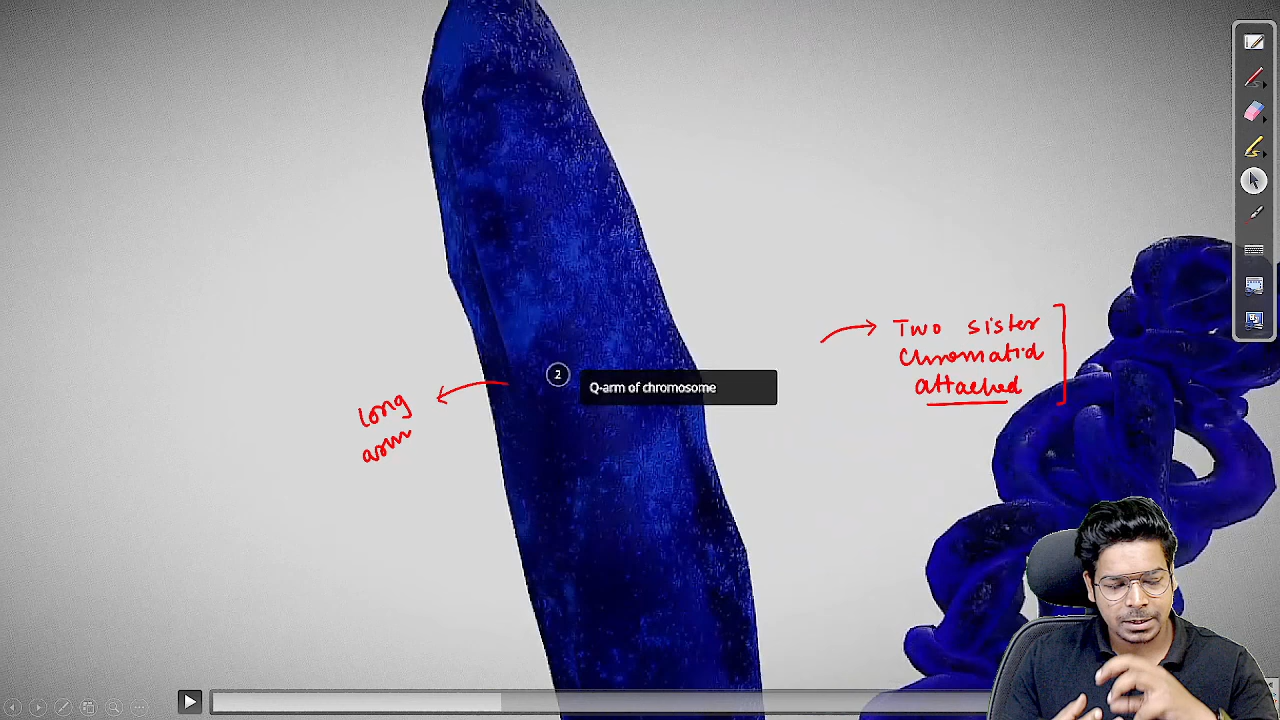 Two sister
Chromatid
attached
2
Q-arm of chromosome
long
arm